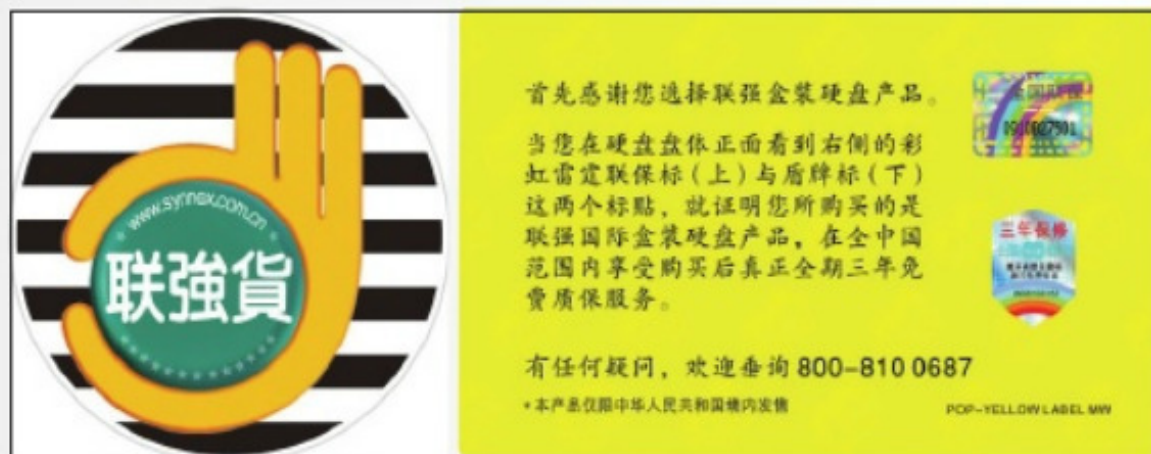 www.synnex.com.cn
联強貨
首先感谢您选择联强盒装硬盘产品。
当您在硬盘盘体正面看到右侧的彩
虹雷霆联保标（上）与盾牌标（下）
这两个标贴，就证明您所购买的是
联强国际盒装硬盘产品，在全中国
范围内享受购买后真正全期三年免
费质保服务。
有任何疑问，欢迎垂询 800-810 0687
*本产品仅限中华人民共和国境内发售
POP-YELLOW LABEL MW
三年保修